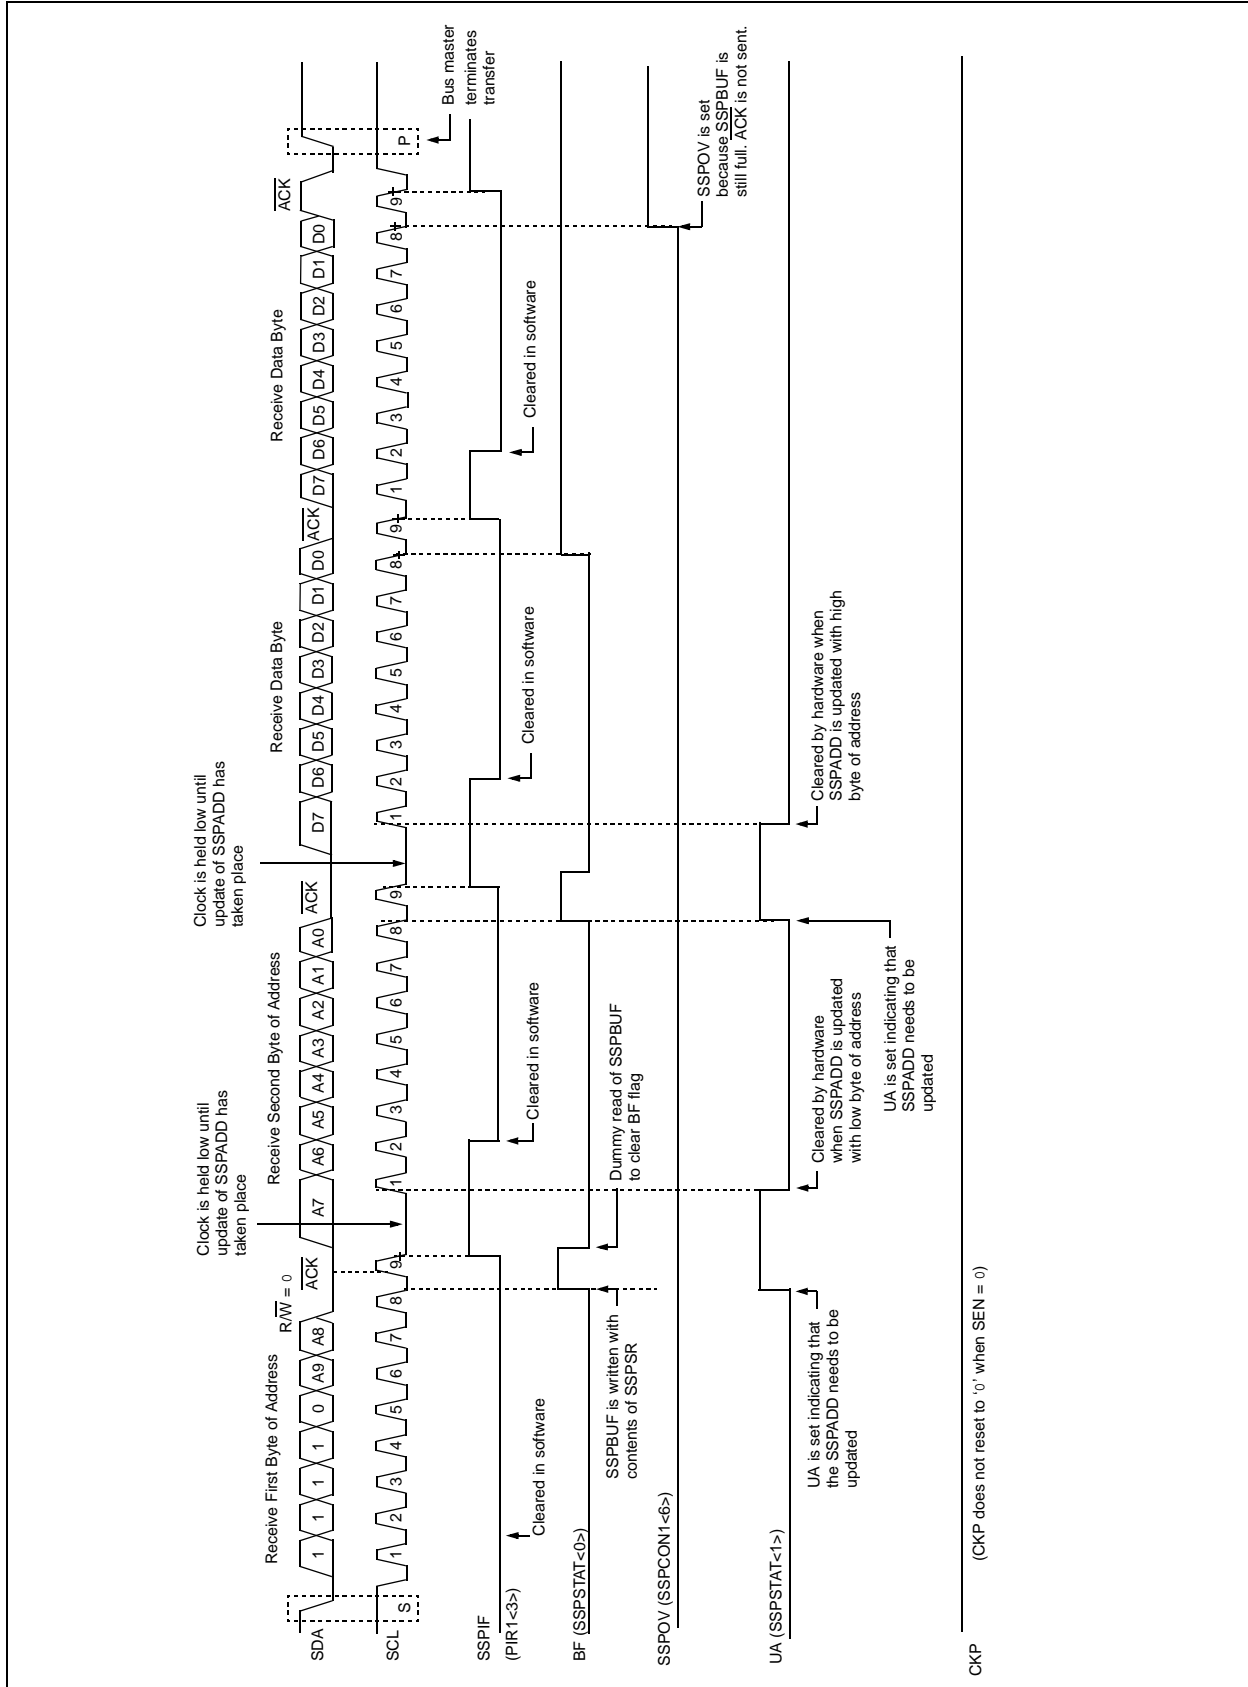 Receive First Byte of Address
R/W = 0
Receive Second Byte of Address
Receive Data Byte
Receive Data Byte
Clock is held low until
update of SSPADD has
taken place
Clock is held low until
update of SSPADD has
taken place
SDA
1 1 1 1 0 A9 A8 ACK A7 A6 A5 A4 A3 A2 A1 A0 ACK D7 D6 D5 D4 D3 D2 D1 D0 ACK D7 D6 D5 D4 D3 D2 D1 D0 ACK
SCL
S 1 2 3 4 5 6 7 8 9 1 2 3 4 5 6 7 8 9 1 2 3 4 5 6 7 8 9 1 2 3 4 5 6 7 8 9 P
Bus master
terminates
transfer
SSPIF
(PIR1<3>)
Cleared in software
Cleared in software
Cleared in software
Cleared in software
BF (SSPSTAT<0>)
SSPBUF is written with
contents of SSPSR
Dummy read of SSPBUF
to clear BF flag
SSPOV (SSPCON1<6>)
SSPOV is set
because SSPBUF is
still full. ACK is not sent.
UA (SSPSTAT<1>)
UA is set indicating that
the SSPADD needs to be
updated
Cleared by hardware
when SSPADD is updated
with low byte of address
UA is set indicating that
SSPADD needs to be
updated
Cleared by hardware when
SSPADD is updated with high
byte of address
CKP
(CKP does not reset to ‘0’ when SEN = 0)